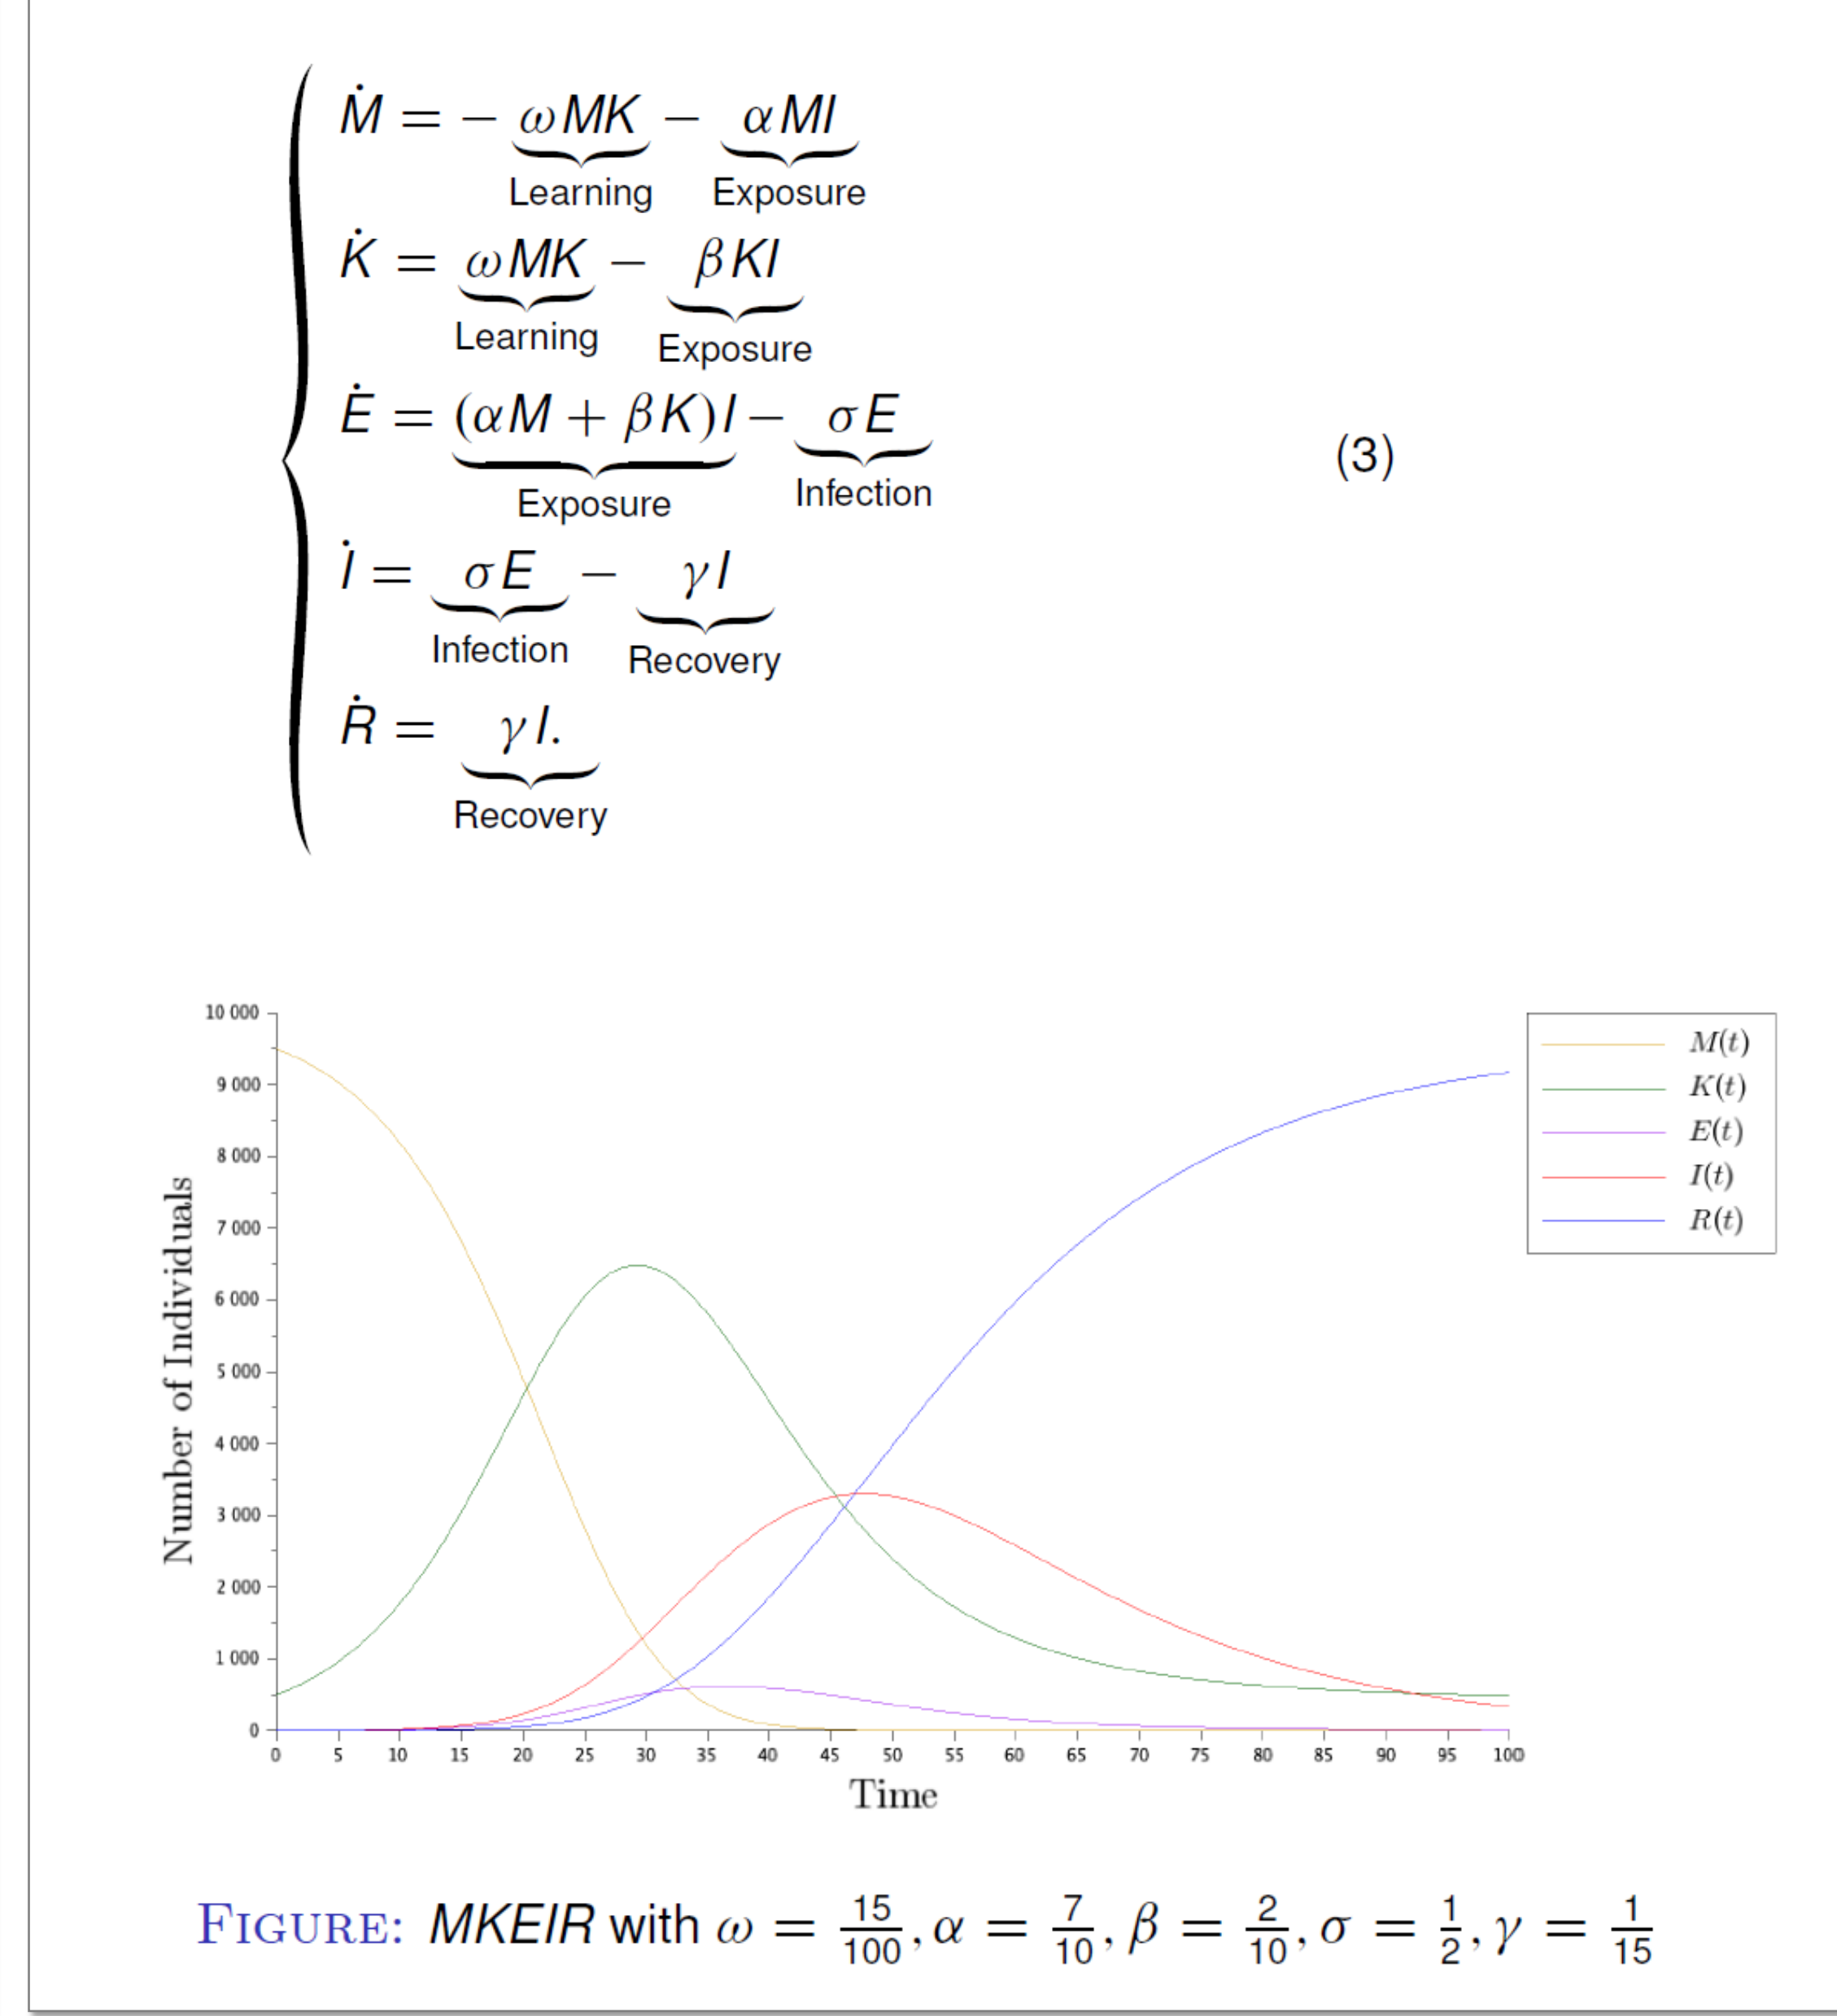 Ṁ = − ωMK − αMI
Learning Exposure
K̇ = ωMK − βKI
Learning Exposure
Ė = (αM + βK)I − σE
Exposure Infection
(3)
İ = σE − γI
Infection Recovery
Ṙ = γI.
Recovery
10 000
9 000
8 000
7 000
6 000
5 000
4 000
3 000
2 000
1 000
0
Number of Individuals
0 5 10 15 20 25 30 35 40 45 50 55 60 65 70 75 80 85 90 95 100
Time
M(t)
K(t)
E(t)
I(t)
R(t)
FIGURE: MKEIR with ω = 15/100, α = 7/10, β = 2/10, σ = 1/2, γ = 1/15